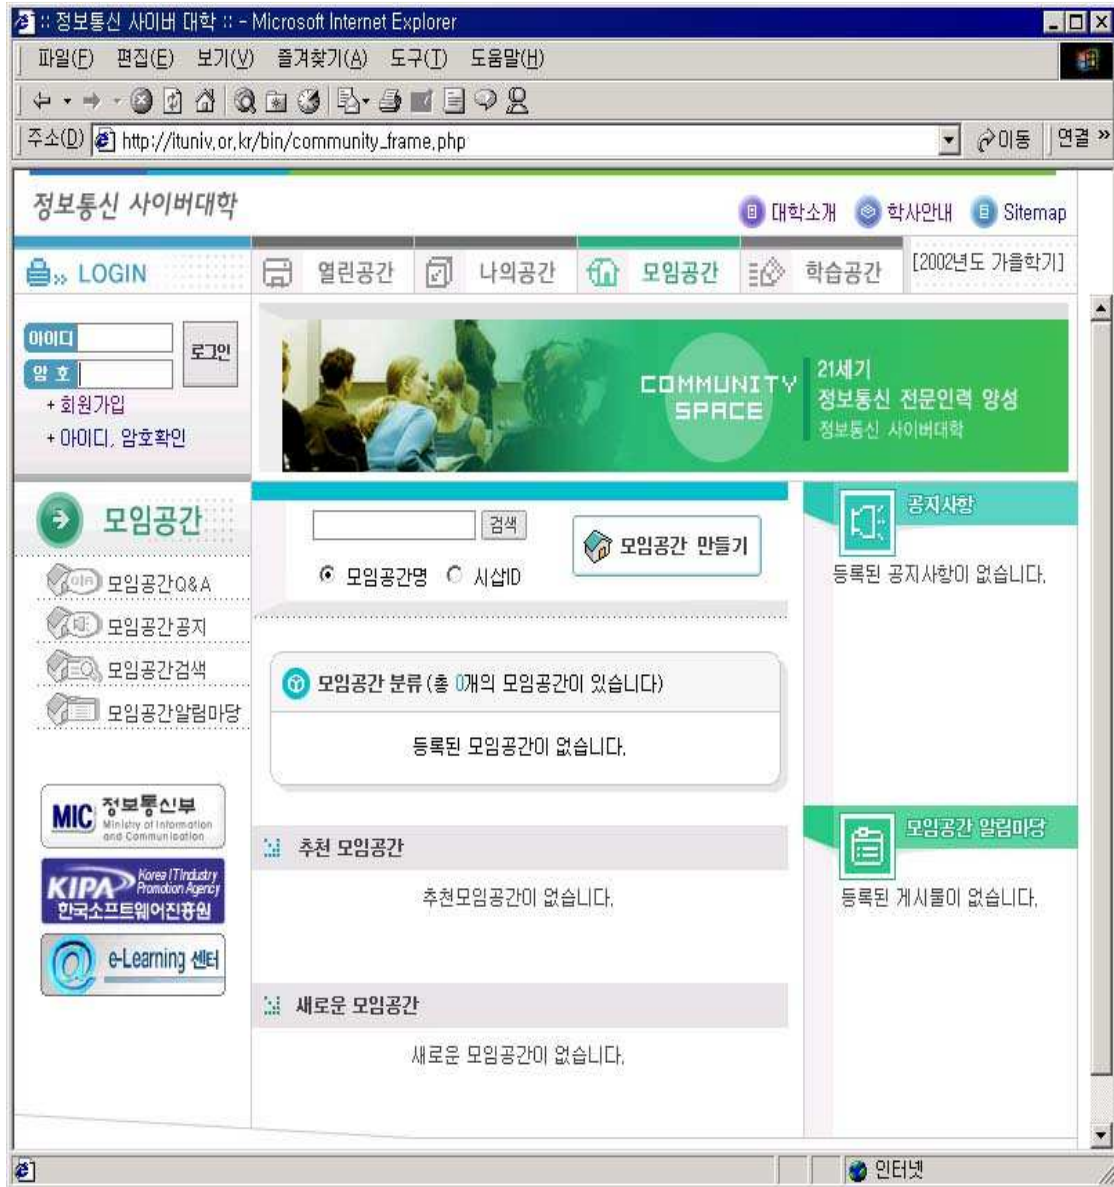 :: 정보통신 사이버 대학 :: - Microsoft Internet Explorer
파일(F) 편집(E) 보기(V) 즐겨찾기(A) 도구(T) 도움말(H)
주소(D) http://ituniv.or.kr/bin/community_frame.php 이동 연결 »
정보통신 사이버대학
대학소개 학사안내 Sitemap
LOGIN
열린공간 나의공간 모임공간 학습공간 [2002년도 가을학기]
아이디
암 호
로그인
+ 회원가입
+ 아이디, 암호확인
COMMUNITY
SPACE
21세기
정보통신 전문인력 양성
정보통신 사이버대학
모임공간
모임공간Q&A
모임공간공지
모임공간검색
모임공간알림마당
MIC 정보통신부
Ministry of Information
and Communication
KIPA Korea IT Industry
Promotion Agency
한국소프트웨어진흥원
@ e-Learning 센터
검색
모임공간명 시삽ID
모임공간 만들기
모임공간 분류 (총 0개의 모임공간이 있습니다)
등록된 모임공간이 없습니다.
추천 모임공간
추천모임공간이 없습니다.
새로운 모임공간
새로운 모임공간이 없습니다.
공지사항
등록된 공지사항이 없습니다.
모임공간 알림마당
등록된 게시물이 없습니다.
인터넷